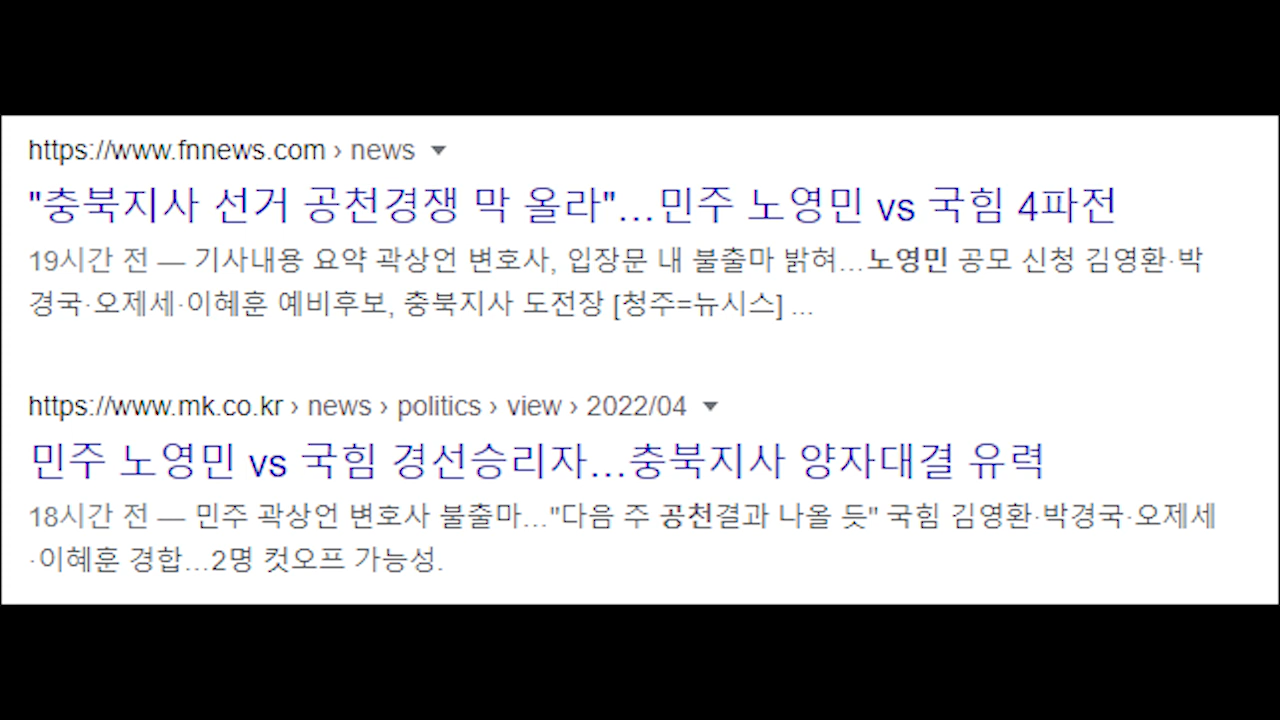 https://www.fnnews.com › news
"충북지사 선거 공천경쟁 막 올라"...민주 노영민 vs 국힘 4파전
19시간 전 — 기사내용 요약 곽상언 변호사, 입장문 내 불출마 밝혀...노영민 공모 신청 김영환·박
경국·오제세·이혜훈 예비후보, 충북지사 도전장 [청주=뉴시스] ...
https://www.mk.co.kr › news › politics › view › 2022/04
민주 노영민 vs 국힘 경선승리자...충북지사 양자대결 유력
18시간 전 — 민주 곽상언 변호사 불출마..."다음 주 공천결과 나올 듯" 국힘 김영환·박경국·오제세
·이혜훈 경합...2명 컷오프 가능성.